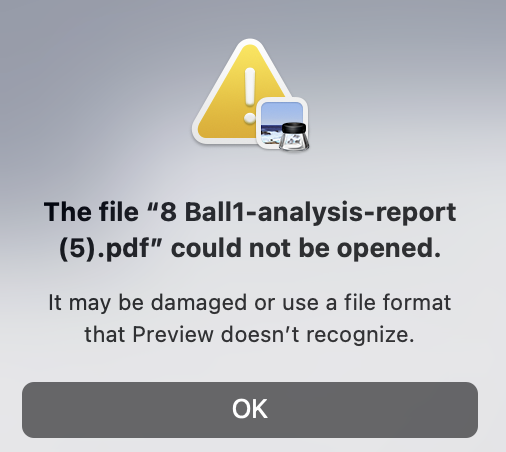 The file “8 Ball1-analysis-report
(5).pdf” could not be opened.
It may be damaged or use a file format
that Preview doesn’t recognize.
OK